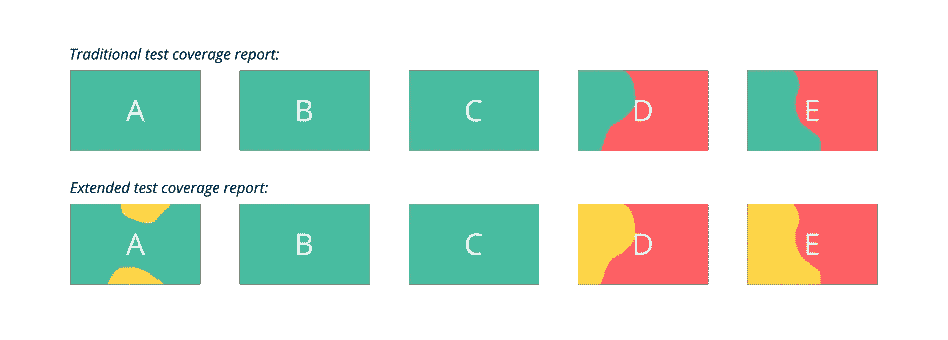 Traditional test coverage report:
A B C D E
Extended test coverage report:
A B C D E